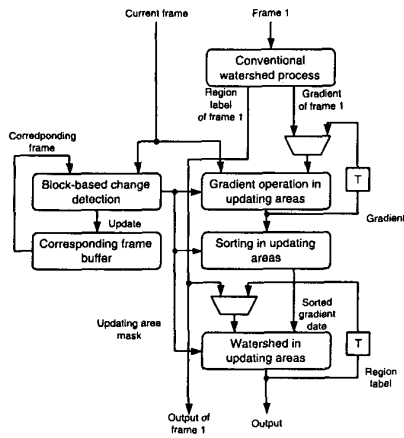 Current frame
Frame 1
Conventional
watershed process
Region
label
of frame 1
Gradient
of frame 1
Corredponding
frame
Block-based change
detection
Gradient operation in
updating areas
T
Update
Gradient
Corresponding frame
buffer
Sorting in updating
areas
Sorted
gradient
date
Updating area
mask
Watershed in
updating areas
T
Region
label
Output of
frame 1
Output